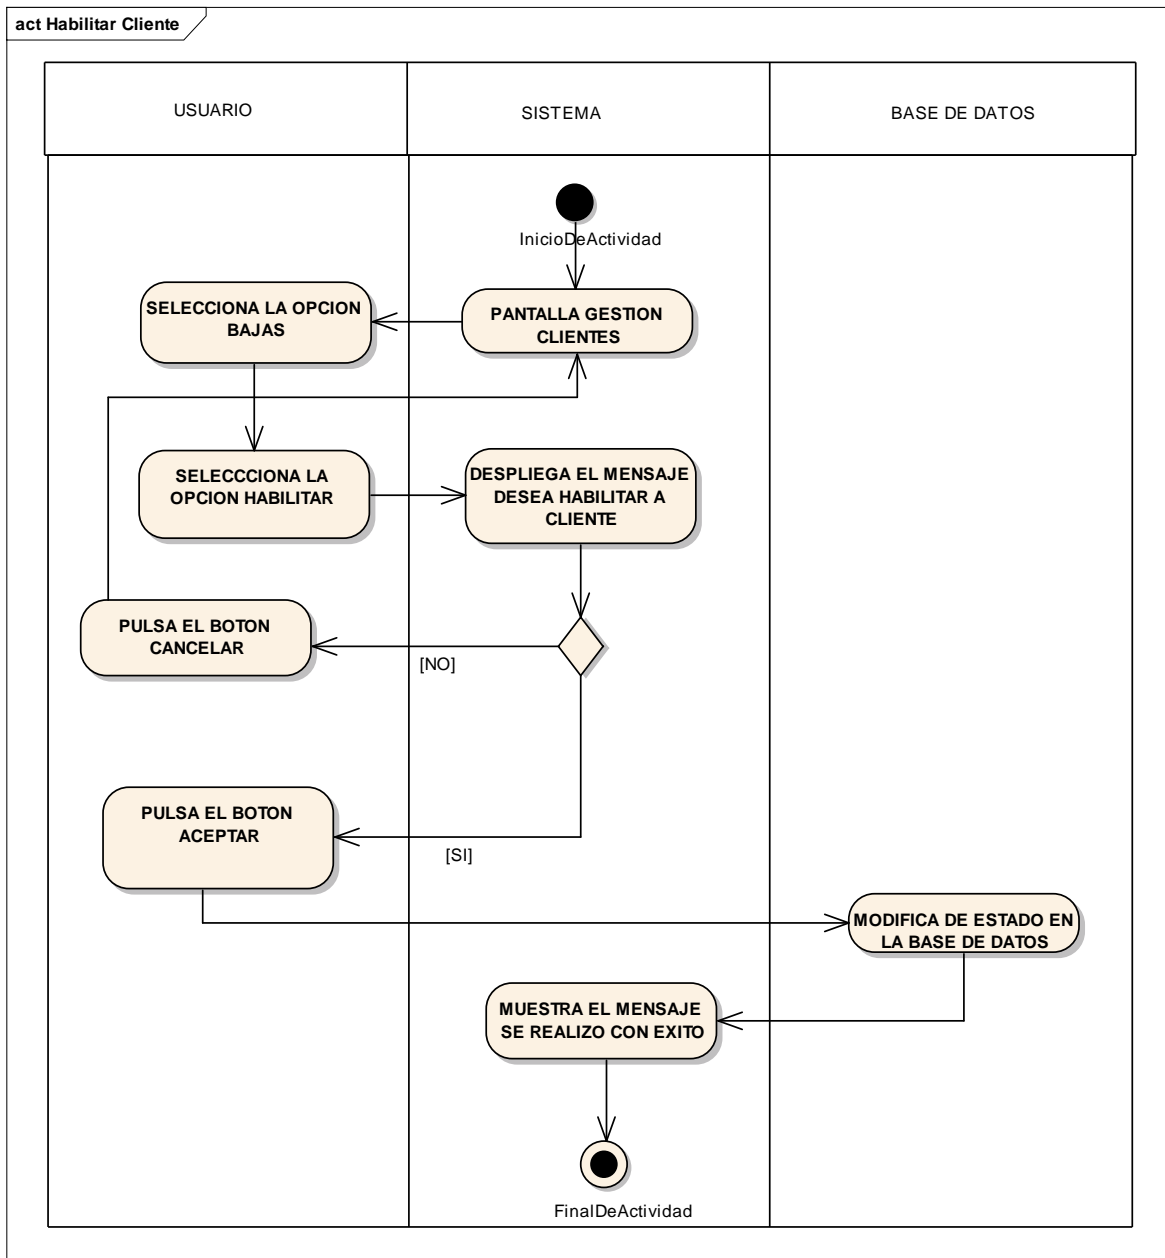 act Habilitar Cliente
USUARIO
SISTEMA
BASE DE DATOS
InicioDeActividad
SELECCIONA LA OPCION
BAJAS
PANTALLA GESTION
CLIENTES
SELECCCIONA LA
OPCION HABILITAR
DESPLIEGA EL MENSAJE
DESEA HABILITAR A
CLIENTE
PULSA EL BOTON
CANCELAR
[NO]
PULSA EL BOTON
ACEPTAR
[SI]
MODIFICA DE ESTADO EN
LA BASE DE DATOS
MUESTRA EL MENSAJE
SE REALIZO CON EXITO
FinalDeActividad